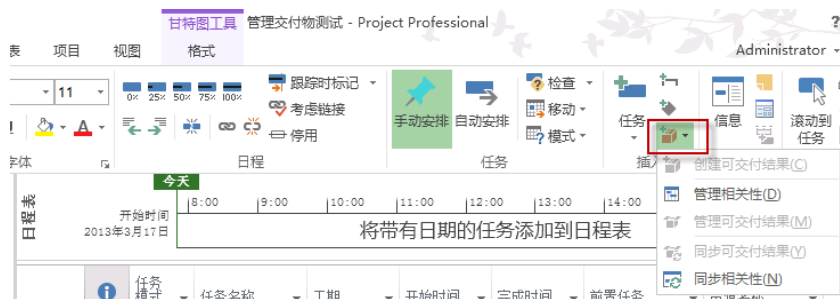 甘特图工具 管理交付物测试 - Project Professional ?
表 项目 视图 格式 Administrator
11 0% 25% 50% 75% 100% 跟踪时标记
考虑链接
停用
手动安排 自动安排
检查
移动
模式
任务 信息 滚动到
任务
字体 日程 任务 插入
创建可交付结果(C)
管理相关性(D)
管理可交付结果(M)
同步可交付结果(Y)
同步相关性(N)
今天
日程表
开始时间
2013年3月17日
8:00 9:00 10:00 11:00 12:00 13:00 14:00
将带有日期的任务添加到日程表
任务
模式 任务名称 工期 开始时间 完成时间 前置任务